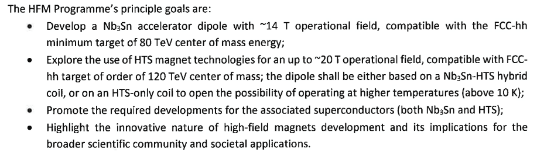 The HFM Programme's principle goals are:
• Develop a Nb₃Sn accelerator dipole with ~14 T operational field, compatible with the FCC-hh
minimum target of 80 TeV center of mass energy;
• Explore the use of HTS magnet technologies for an up to ~20 T operational field, compatible with FCC-
hh target of order of 120 TeV center of mass; the dipole shall be either based on a Nb₃Sn-HTS hybrid
coil, or on an HTS-only coil to open the possibility of operating at higher temperatures (above 10 K);
• Promote the required developments for the associated superconductors (both Nb₃Sn and HTS);
• Highlight the innovative nature of high-field magnets development and its implications for the
broader scientific community and societal applications.